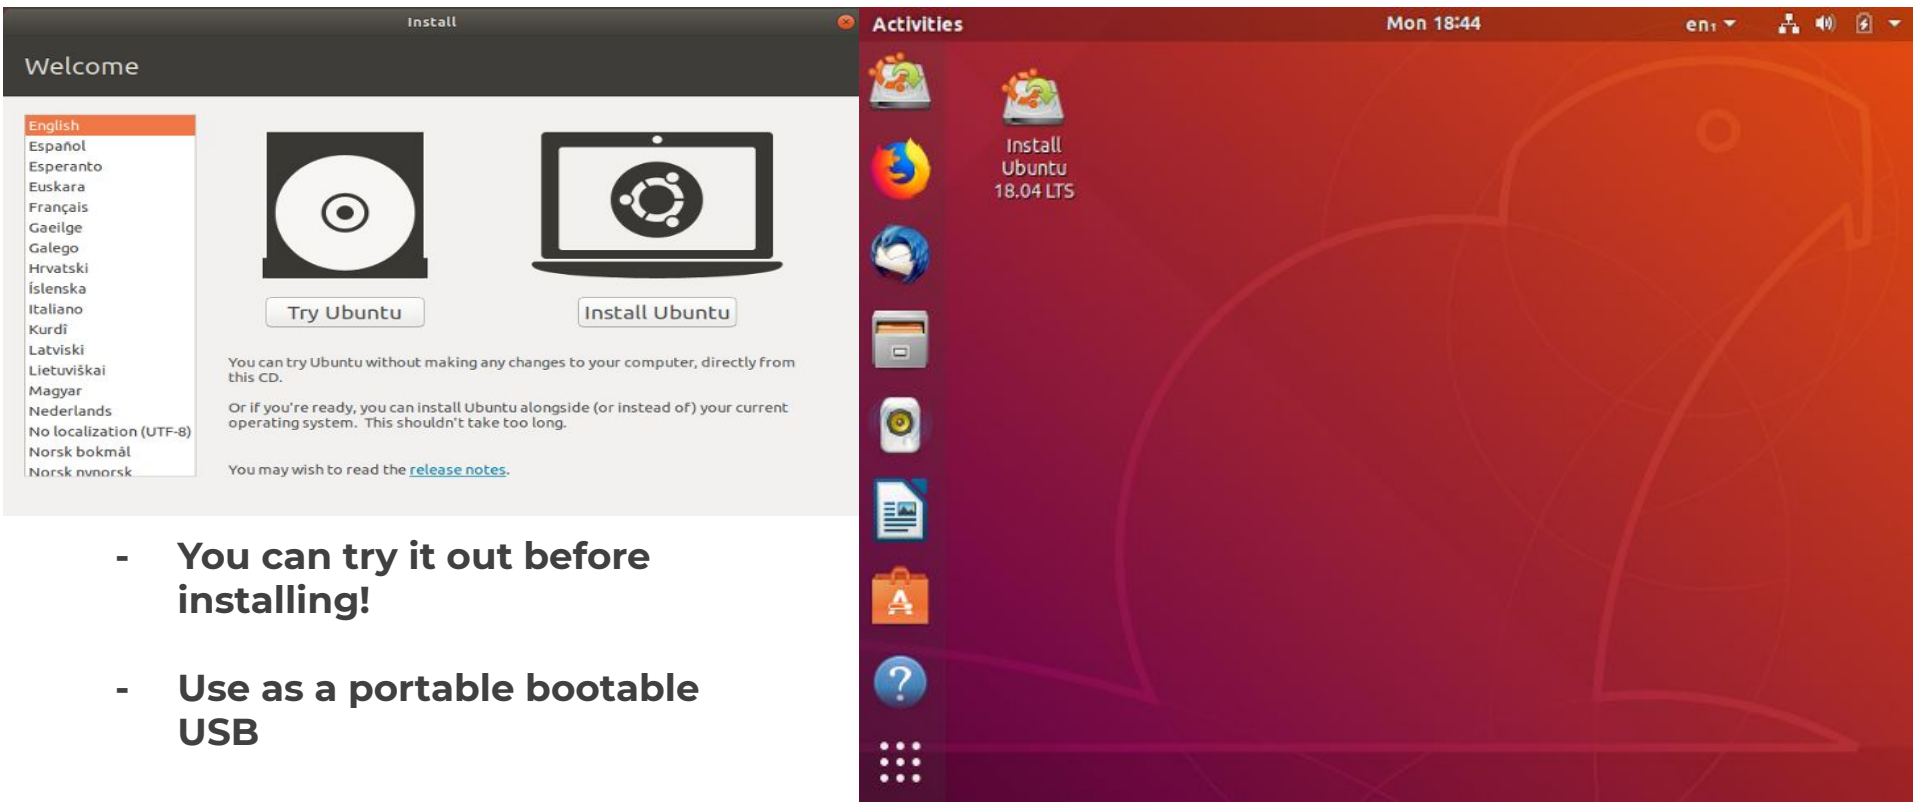 Install
Welcome
English
Español
Esperanto
Euskara
Français
Gaeilge
Galego
Hrvatski
Íslenska
Italiano
Kurdî
Latviski
Lietuviškai
Magyar
Nederlands
No localization (UTF-8)
Norsk bokmål
Norsk nynorsk
Try Ubuntu
Install Ubuntu
You can try Ubuntu without making any changes to your computer, directly from
this CD.
Or if you're ready, you can install Ubuntu alongside (or instead of) your current
operating system.  This shouldn't take too long.
You may wish to read the release notes.
- You can try it out before
installing!
- Use as a portable bootable
USB
Activities
Mon 18:44
en₁
Install
Ubuntu
18.04 LTS